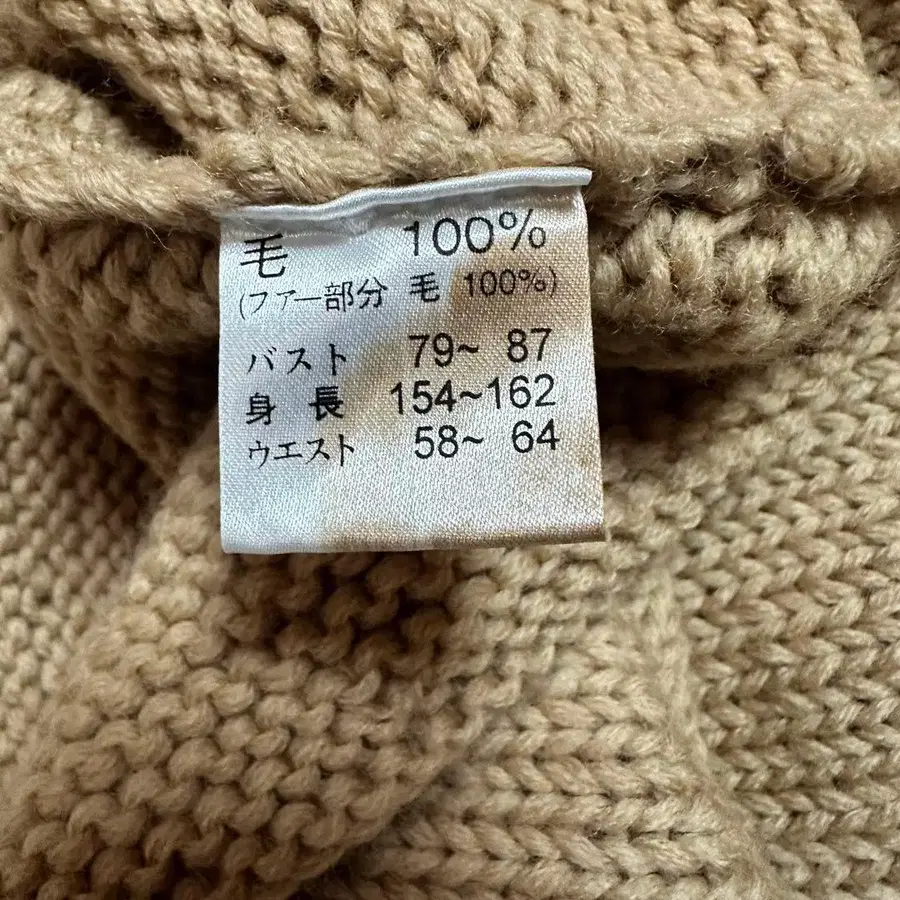 毛 100%
(ファー部分 毛 100%)
バスト 79~ 87
身 長 154~162
ウエスト 58~ 64